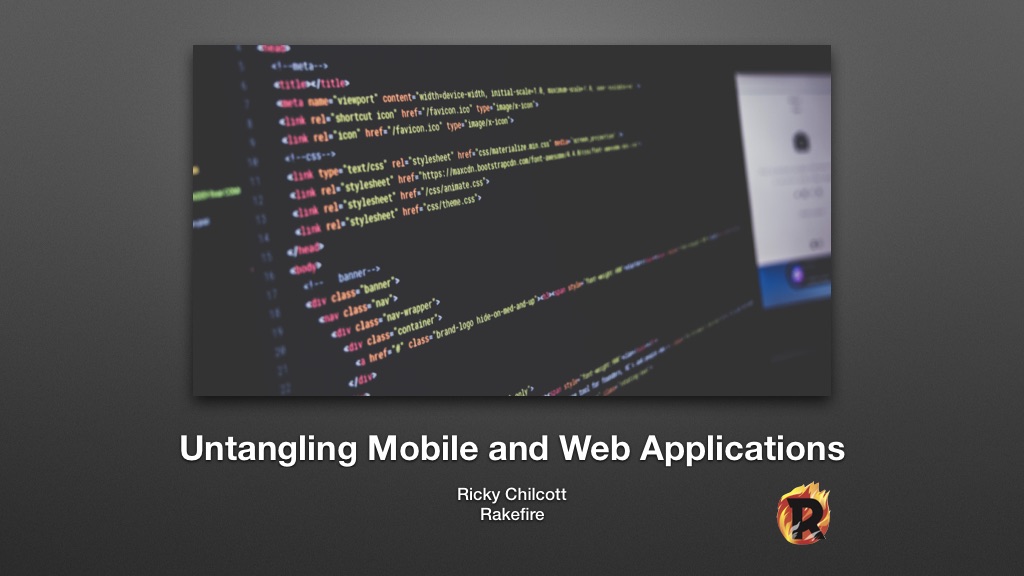 <head>
<!--meta-->
<title></title>
<meta name="viewport" content="width=device-width, initial-scale=1.0, maximum-scale=1.0,
<link rel="shortcut icon" href="/favicon.ico" type="image/x-icon">
<link rel="icon" href="/favicon.ico" type="image/x-icon">
<!--css-->
<link type="text/css" rel="stylesheet" href="css/materialize.min.css"
<link rel="stylesheet" href="https://maxcdn.bootstrapcdn.com/font-awesome/4.4.0/css/font-awesome.min.css">
<link rel="stylesheet" href="/css/animate.css">
<link rel="stylesheet" href="css/theme.css">
</head>
<body>
<!-- banner-->
<div class="banner">
<nav class="nav">
<div class="nav-wrapper">
<div class="container">
<a href="#" class="brand-logo hide-on-med-and-up"><
</div>
Untangling Mobile and Web Applications
Ricky Chilcott
Rakefire
R